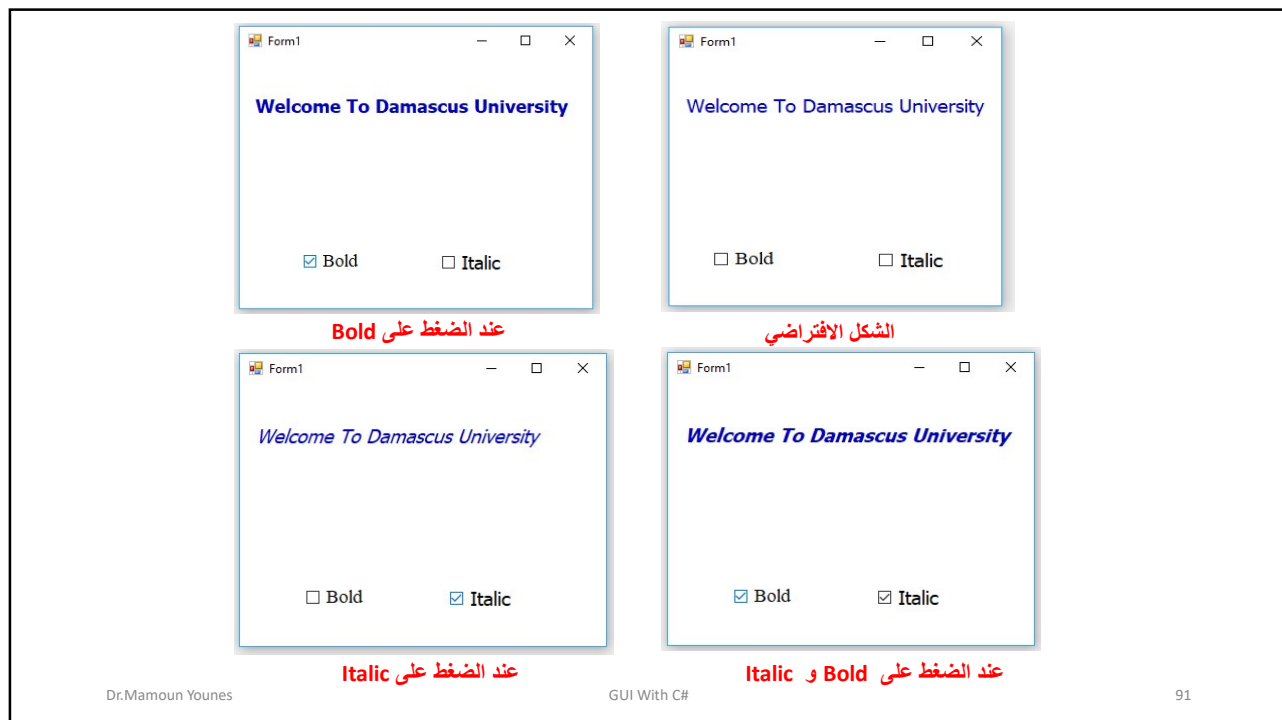 Form1
Welcome To Damascus University
Bold
Italic
عند الضغط على Bold
Form1
Welcome To Damascus University
Bold
Italic
الشكل الافتراضي
Form1
Welcome To Damascus University
Bold
Italic
عند الضغط على Italic
Form1
Welcome To Damascus University
Bold
Italic
عند الضغط على Bold و Italic
Dr.Mamoun Younes
GUI With C#
91